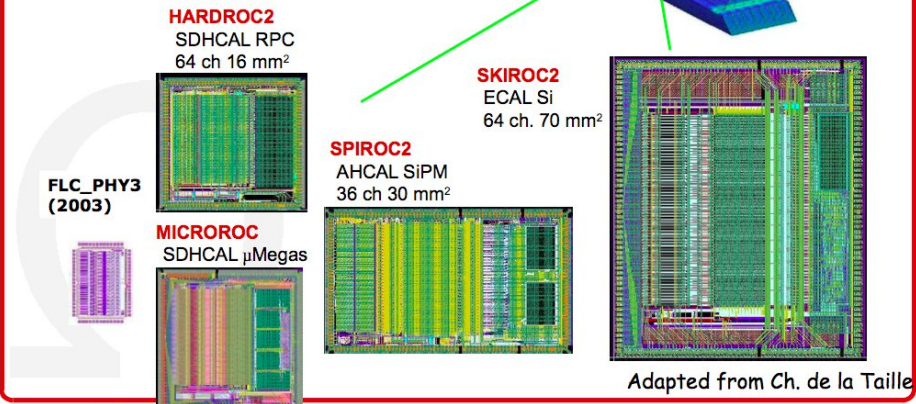 HARDROC2
SDHCAL RPC
64 ch 16 mm²
SKIROC2
ECAL Si
64 ch. 70 mm²
SPIROC2
AHCAL SiPM
36 ch 30 mm²
FLC_PHY3
(2003)
MICROROC
SDHCAL μMegas
Adapted from Ch. de la Taille